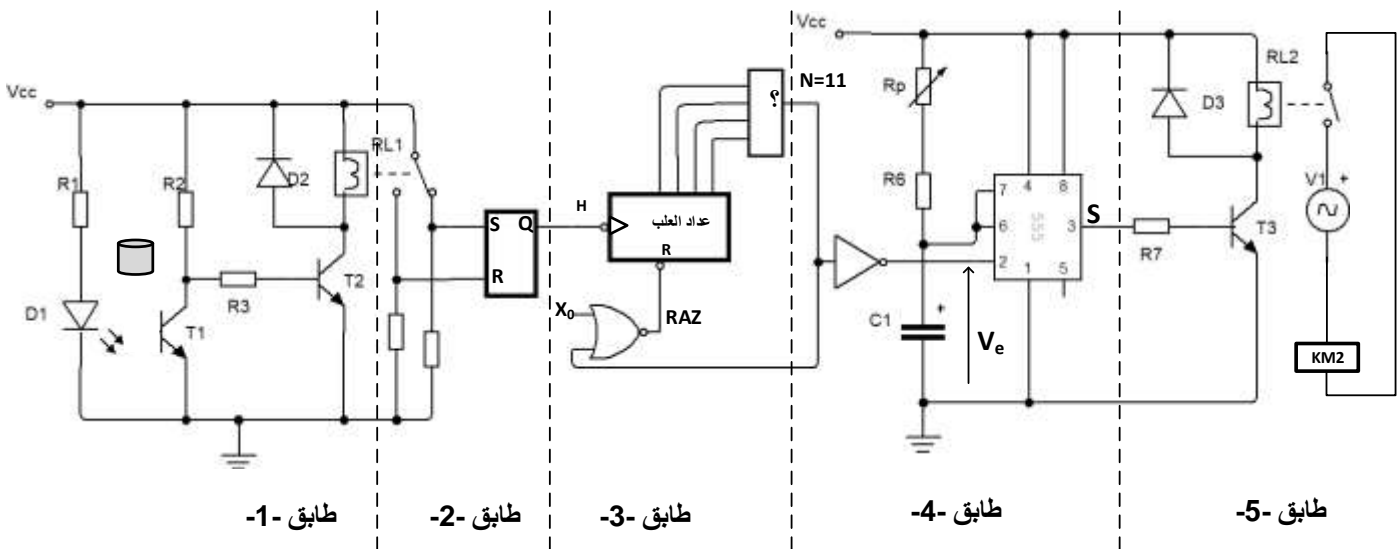 Vcc
R1
D1
R2
T1
R3
D2
T2
RL1
S
Q
R
H
عداد العلب
R
؟
N=11
X₀
RAZ
Vcc
Rp
R6
C1
+
Vₑ
7
6
2
4
8
1
5
3
555
S
R7
D3
T3
RL2
V1
+
KM2
طابق -1-
طابق -2-
طابق -3-
طابق -4-
طابق -5-